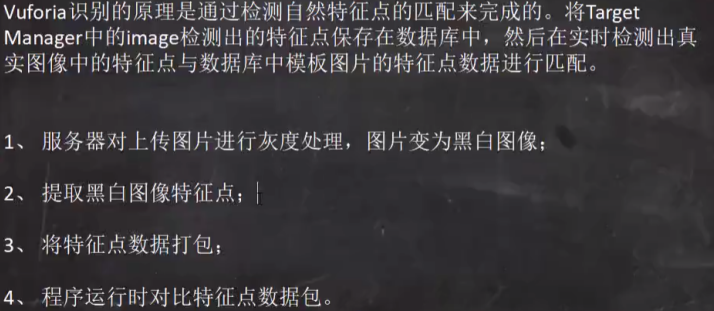 Vuforia识别的原理是通过检测自然特征点的匹配来完成的。将Target
Manager中的image检测出的特征点保存在数据库中，然后在实时检测出真
实图像中的特征点与数据库中模板图片的特征点数据进行匹配。
1、 服务器对上传图片进行灰度处理，图片变为黑白图像；
2、 提取黑白图像特征点；
3、 将特征点数据打包；
4、 程序运行时对比特征点数据包。